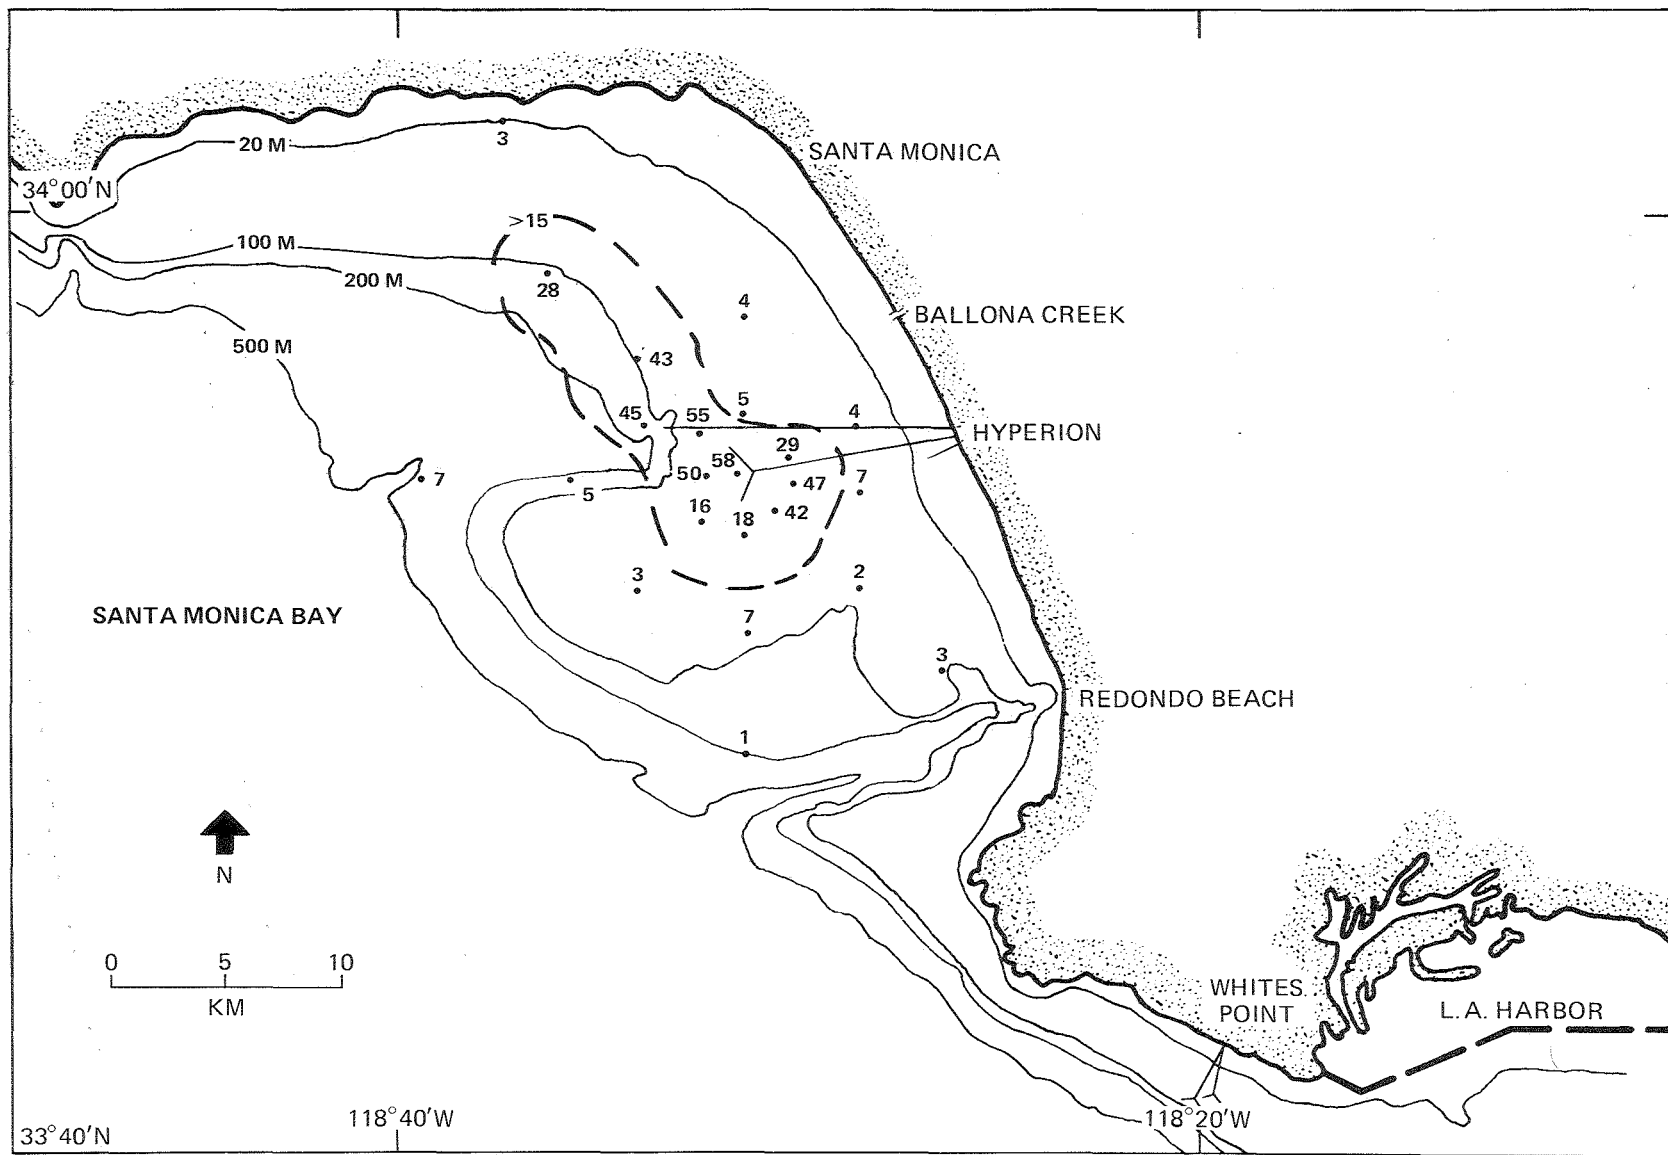 SANTA MONICA
3
20 M
34°00′N
>15
100 M
200 M
28
4
BALLONA CREEK
500 M
43
5
45
55
4
HYPERION
29
58
50
7
5
47
7
16
18
42
3
2
SANTA MONICA BAY
7
3
REDONDO BEACH
1
N
0 5 10
KM
WHITES
POINT
L.A. HARBOR
118°40′W
118°20′W
33°40′N